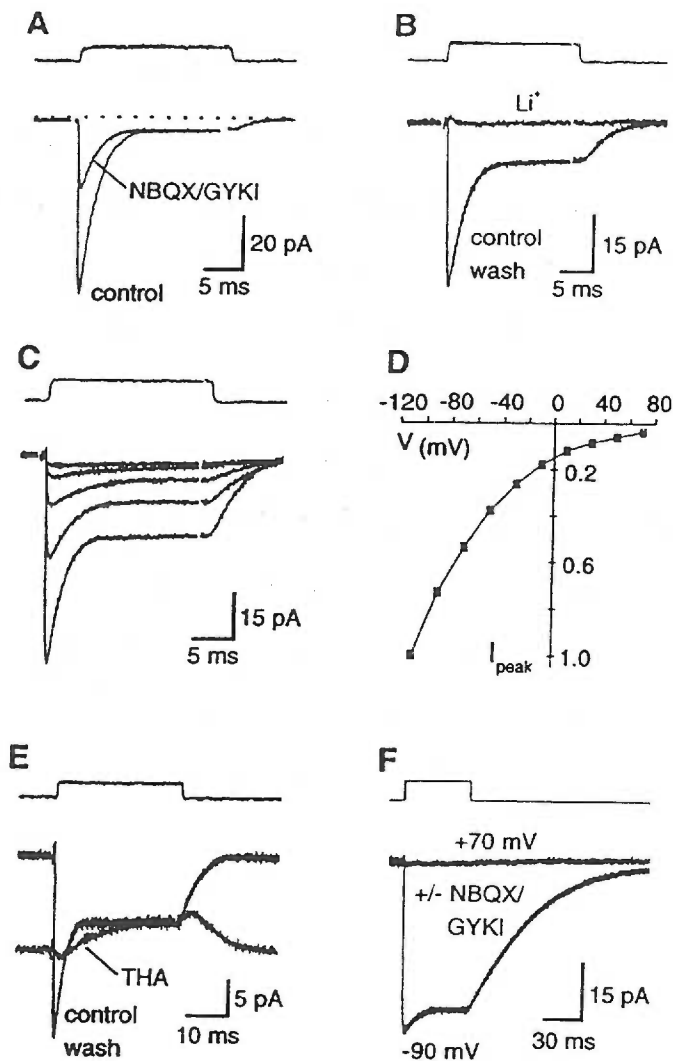 A
NBQX/GYKI
control
20 pA
5 ms
B
Li⁺
control
wash
15 pA
5 ms
C
15 pA
5 ms
D
-120 -80 -40 0 40 80
V (mV)
0.2
0.6
1.0
I peak
E
THA
control
wash
5 pA
10 ms
F
+70 mV
+/- NBQX/
GYKI
15 pA
30 ms
-90 mV